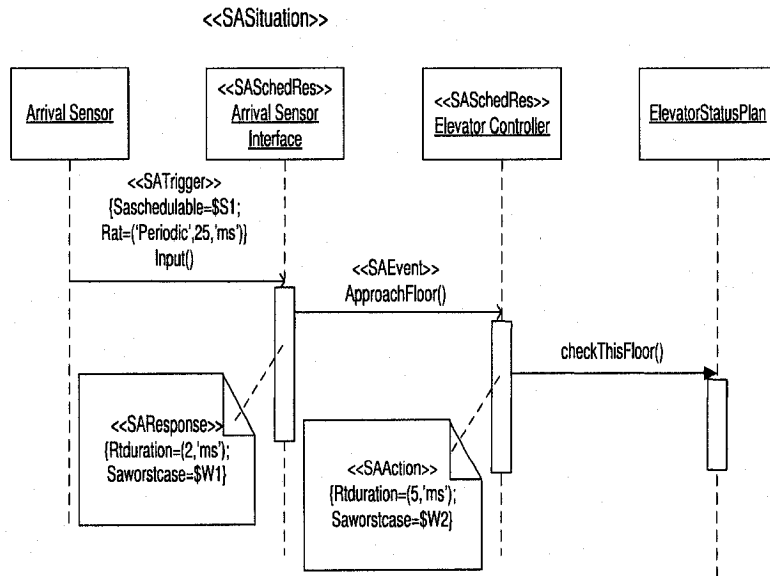 <<SASituation>>
Arrival Sensor
<<SASchedRes>>
Arrival Sensor
Interface
<<SASchedRes>>
Elevator Controller
ElevatorStatusPlan
<<SATrigger>>
{Saschedulable=$S1;
Rat=('Periodic',25,'ms')}
Input()
<<SAEvent>>
ApproachFloor()
checkThisFloor()
<<SAResponse>>
{Rtduration=(2,'ms');
Saworstcase=$W1}
<<SAAction>>
{Rtduration=(5,'ms');
Saworstcase=$W2}